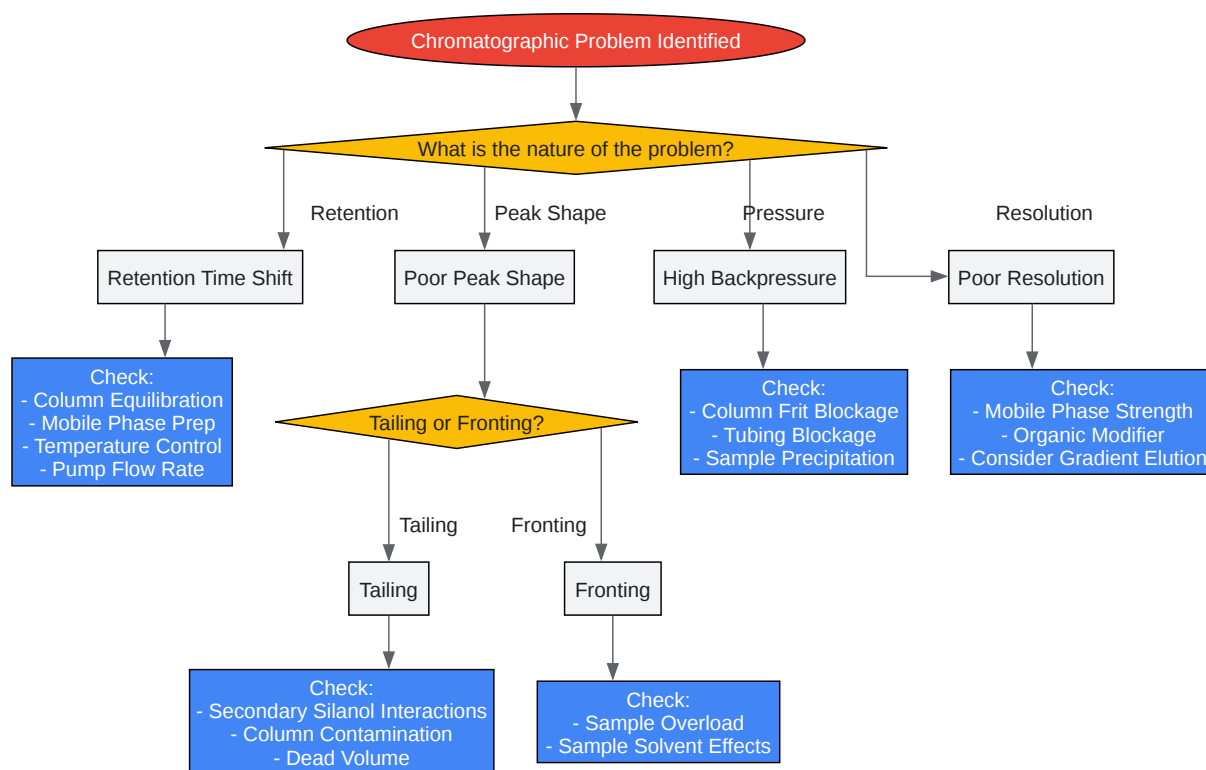 Chromatographic Problem Identified
What is the nature of the problem?
Retention
Peak Shape
Pressure
Resolution
Retention Time Shift
Poor Peak Shape
High Backpressure
Poor Resolution
Check:
- Column Equilibration
- Mobile Phase Prep
- Temperature Control
- Pump Flow Rate
Tailing or Fronting?
Check:
- Column Frit Blockage
- Tubing Blockage
- Sample Precipitation
Check:
- Mobile Phase Strength
- Organic Modifier
- Consider Gradient Elution
Tailing
Fronting
Tailing
Fronting
Check:
- Secondary Silanol Interactions
- Column Contamination
- Dead Volume
Check:
- Sample Overload
- Sample Solvent Effects